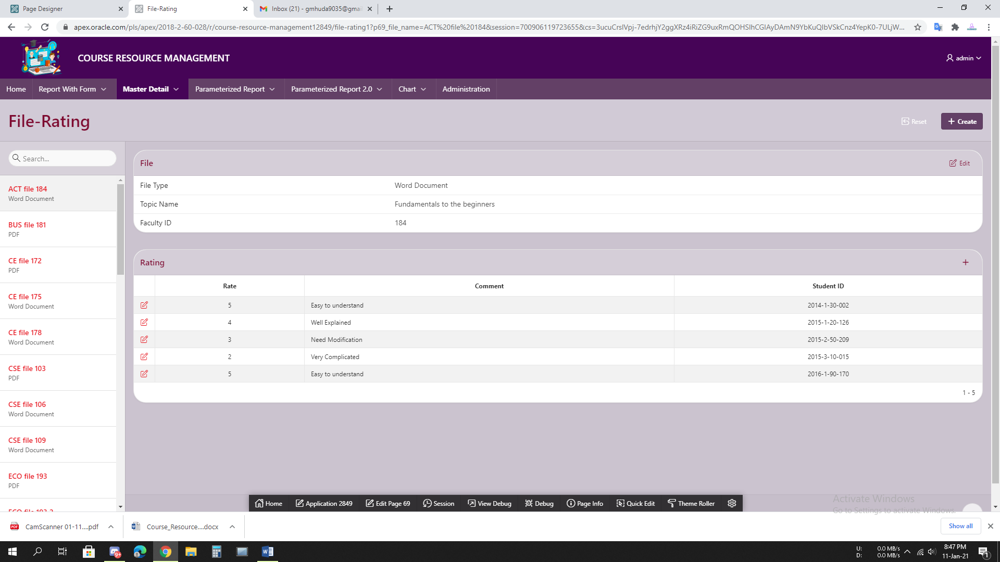 Page Designer
File-Rating
Inbox (21) - gmhuda9035@gmai
apex.oracle.com/pls/apex/2018-2-60-028/r/course-resource-management12849/file-rating1?p69_file_name=ACT%20file%20184&session=700906119723655&cs=
COURSE RESOURCE MANAGEMENT
admin
Home
Report With Form
Master Detail
Parameterized Report
Parameterized Report 2.0
Chart
Administration
File-Rating
Reset
Create
Search...
ACT file 184
Word Document
BUS file 181
PDF
CE file 172
PDF
CE file 175
Word Document
CE file 178
Word Document
CSE file 103
PDF
CSE file 106
Word Document
CSE file 109
Word Document
ECO file 193
PDF
File
Edit
File Type Word Document
Topic Name Fundamentals to the beginners
Faculty ID 184
Rating
Rate Comment Student ID
5 Easy to understand 2014-1-30-002
4 Well Explained 2015-1-20-126
3 Need Modification 2015-2-50-209
2 Very Complicated 2015-3-10-015
5 Easy to understand 2016-1-90-170
1 - 5
Home
Application 2849
Edit Page 69
Session
View Debug
Debug
Page Info
Quick Edit
Theme Roller
Activate Windows
Go to Settings to activate Windows.
PDF
CamScanner 01-11....pdf
Course_Resource....docx
Show all
9+
U: 0.0 MB/s
D: 0.0 MB/s
8:47 PM
11-Jan-21
1